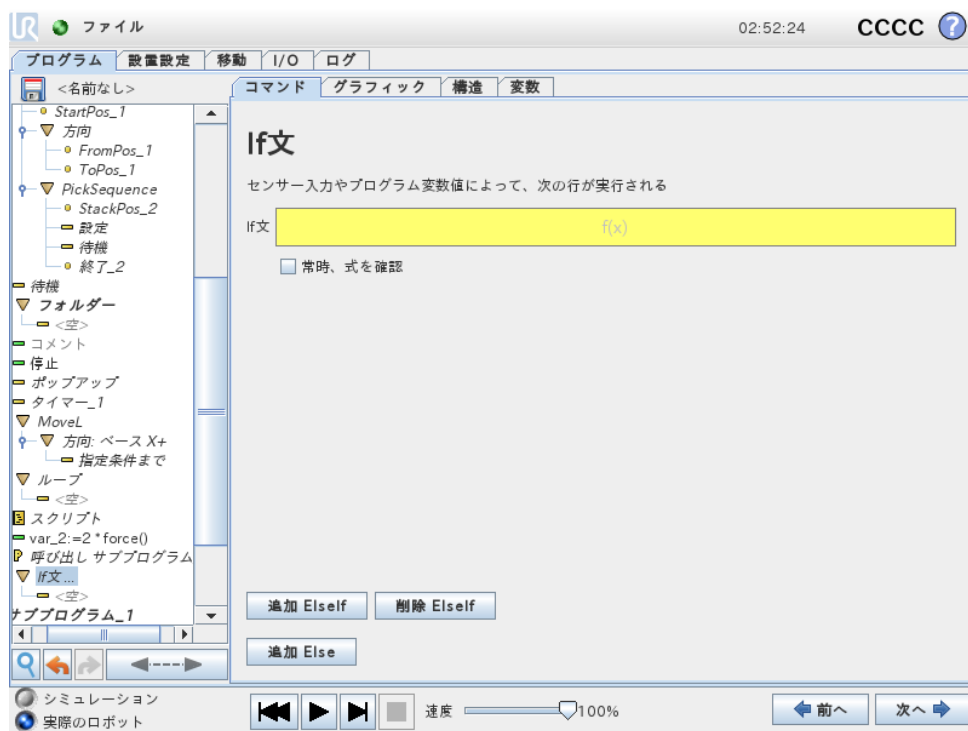 ファイル 02:52:24 CCCC ?
プログラム 設置設定 移動 I/O ログ
<名前なし>
コマンド グラフィック 構造 変数
StartPos_1
方向
FromPos_1
ToPos_1
PickSequence
StackPos_2
設定
待機
終了_2
待機
フォルダー
<空>
コメント
停止
ポップアップ
タイマー_1
MoveL
方向: ベース X+
指定条件まで
ループ
<空>
スクリプト
var_2:=2*force()
呼び出し サブプログラム
If文...
<空>
サブプログラム_1
If文
センサー入力やプログラム変数値によって、次の行が実行される
If文 f(x)
常時、式を確認
追加 ElseIf 削除 ElseIf
追加 Else
シミュレーション
実際のロボット
速度 100%
前へ 次へ